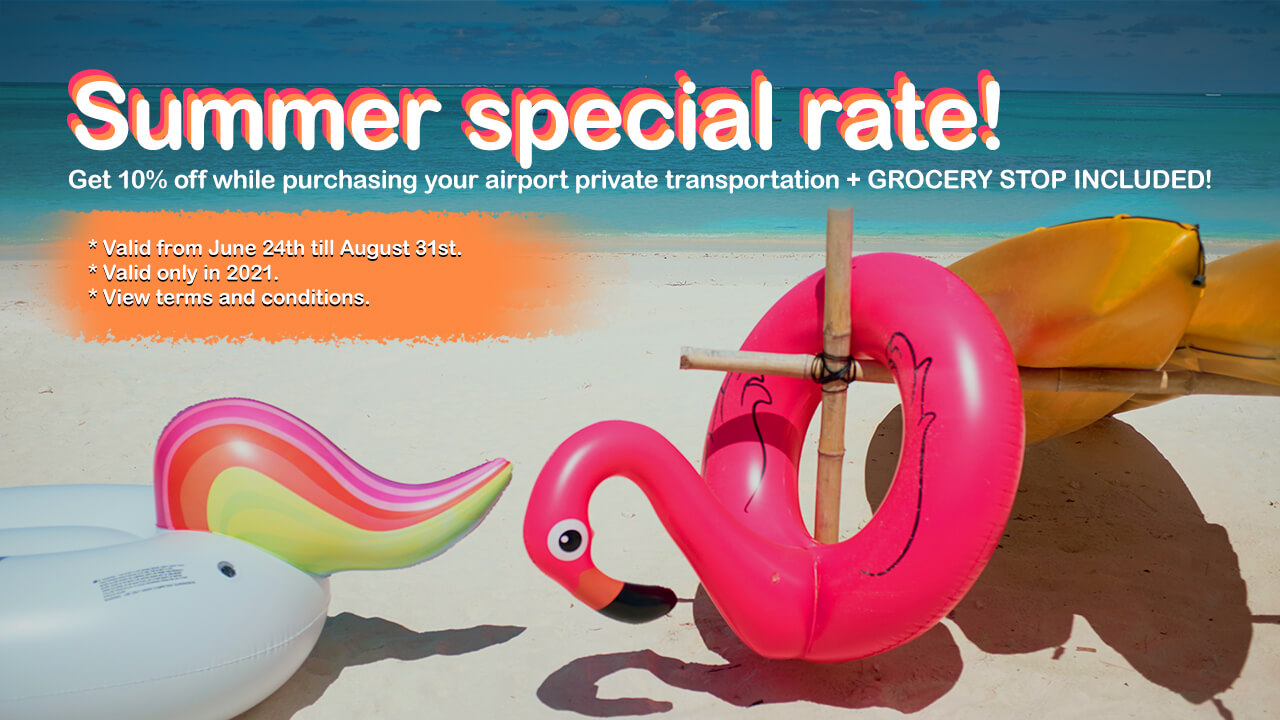 Summer special rate!
Get 10% off while purchasing your airport private transportation + GROCERY STOP INCLUDED!
* Valid from June 24th till August 31st.
* Valid only in 2021.
* View terms and conditions.